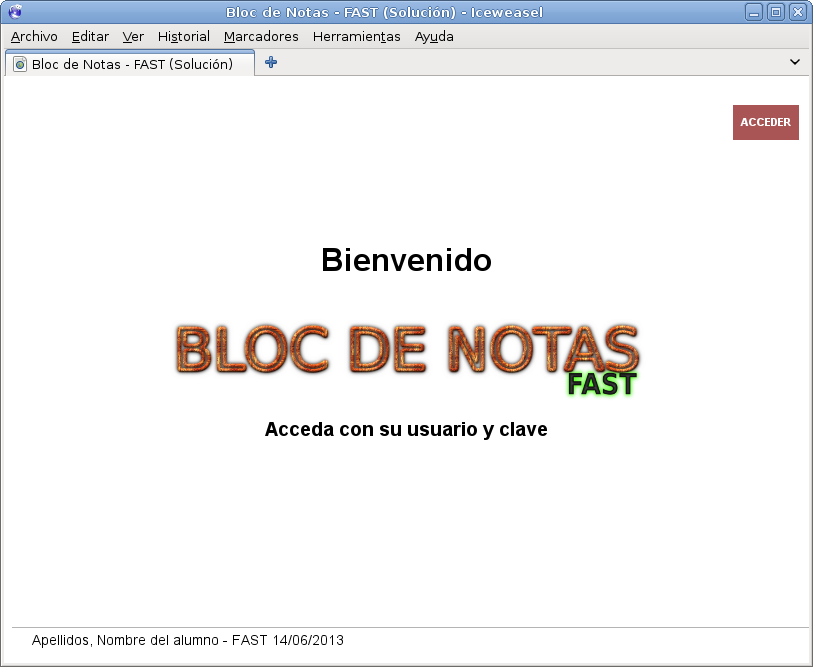 Bloc de Notas - FAST (Solución) - Iceweasel
Archivo Editar Ver Historial Marcadores Herramientas Ayuda
Bloc de Notas - FAST (Solución)
ACCEDER
Bienvenido
BLOC DE NOTAS
FAST
Acceda con su usuario y clave
Apellidos, Nombre del alumno - FAST 14/06/2013